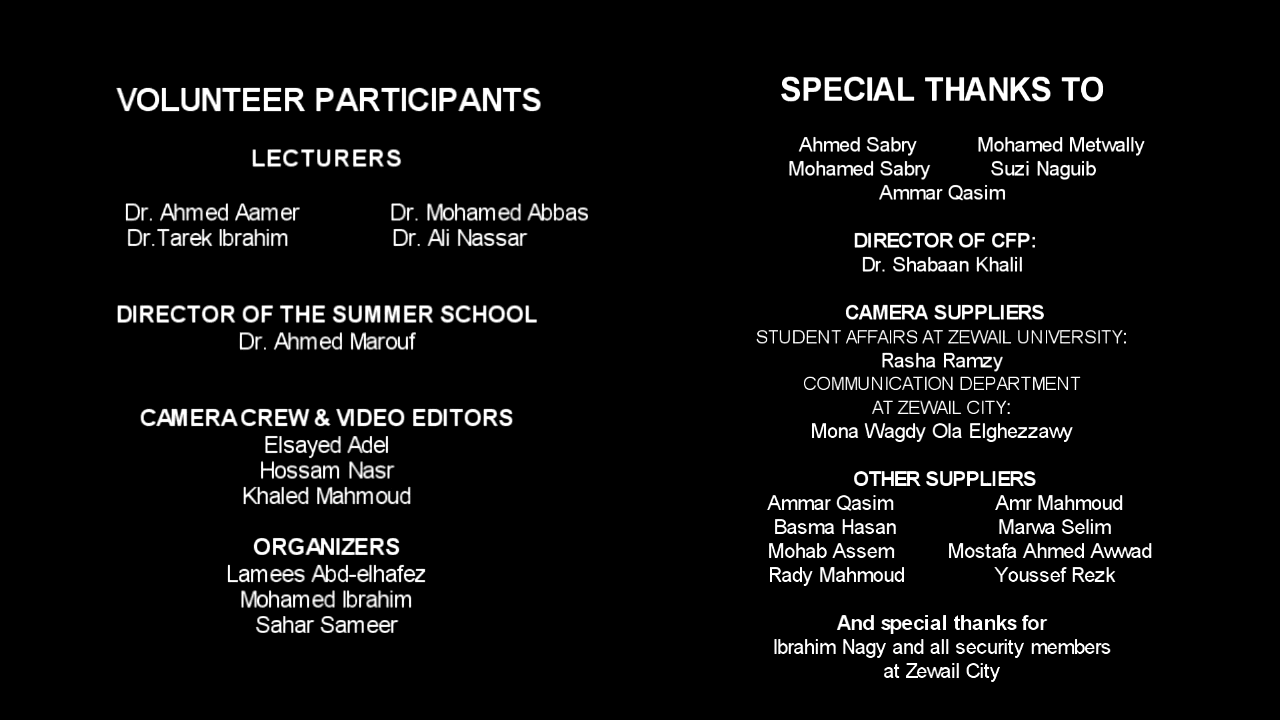 VOLUNTEER PARTICIPANTS
LECTURERS
Dr. Ahmed Aamer Dr. Mohamed Abbas
Dr.Tarek Ibrahim Dr. Ali Nassar
DIRECTOR OF THE SUMMER SCHOOL
Dr. Ahmed Marouf
CAMERA CREW & VIDEO EDITORS
Elsayed Adel
Hossam Nasr
Khaled Mahmoud
ORGANIZERS
Lamees Abd-elhafez
Mohamed Ibrahim
Sahar Sameer
SPECIAL THANKS TO
Ahmed Sabry Mohamed Metwally
Mohamed Sabry Suzi Naguib
Ammar Qasim
DIRECTOR OF CFP:
Dr. Shabaan Khalil
CAMERA SUPPLIERS
STUDENT AFFAIRS AT ZEWAIL UNIVERSITY:
Rasha Ramzy
COMMUNICATION DEPARTMENT
AT ZEWAIL CITY:
Mona Wagdy Ola Elghezzawy
OTHER SUPPLIERS
Ammar Qasim Amr Mahmoud
Basma Hasan Marwa Selim
Mohab Assem Mostafa Ahmed Awwad
Rady Mahmoud Youssef Rezk
And special thanks for
Ibrahim Nagy and all security members
at Zewail City